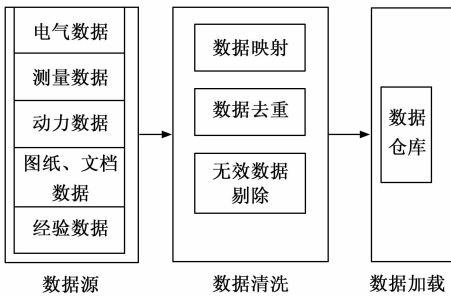 电气数据
测量数据
动力数据
图纸、文档
数据
经验数据
数据源
数据映射
数据去重
无效数据
剔除
数据清洗
数据
仓库
数据加载